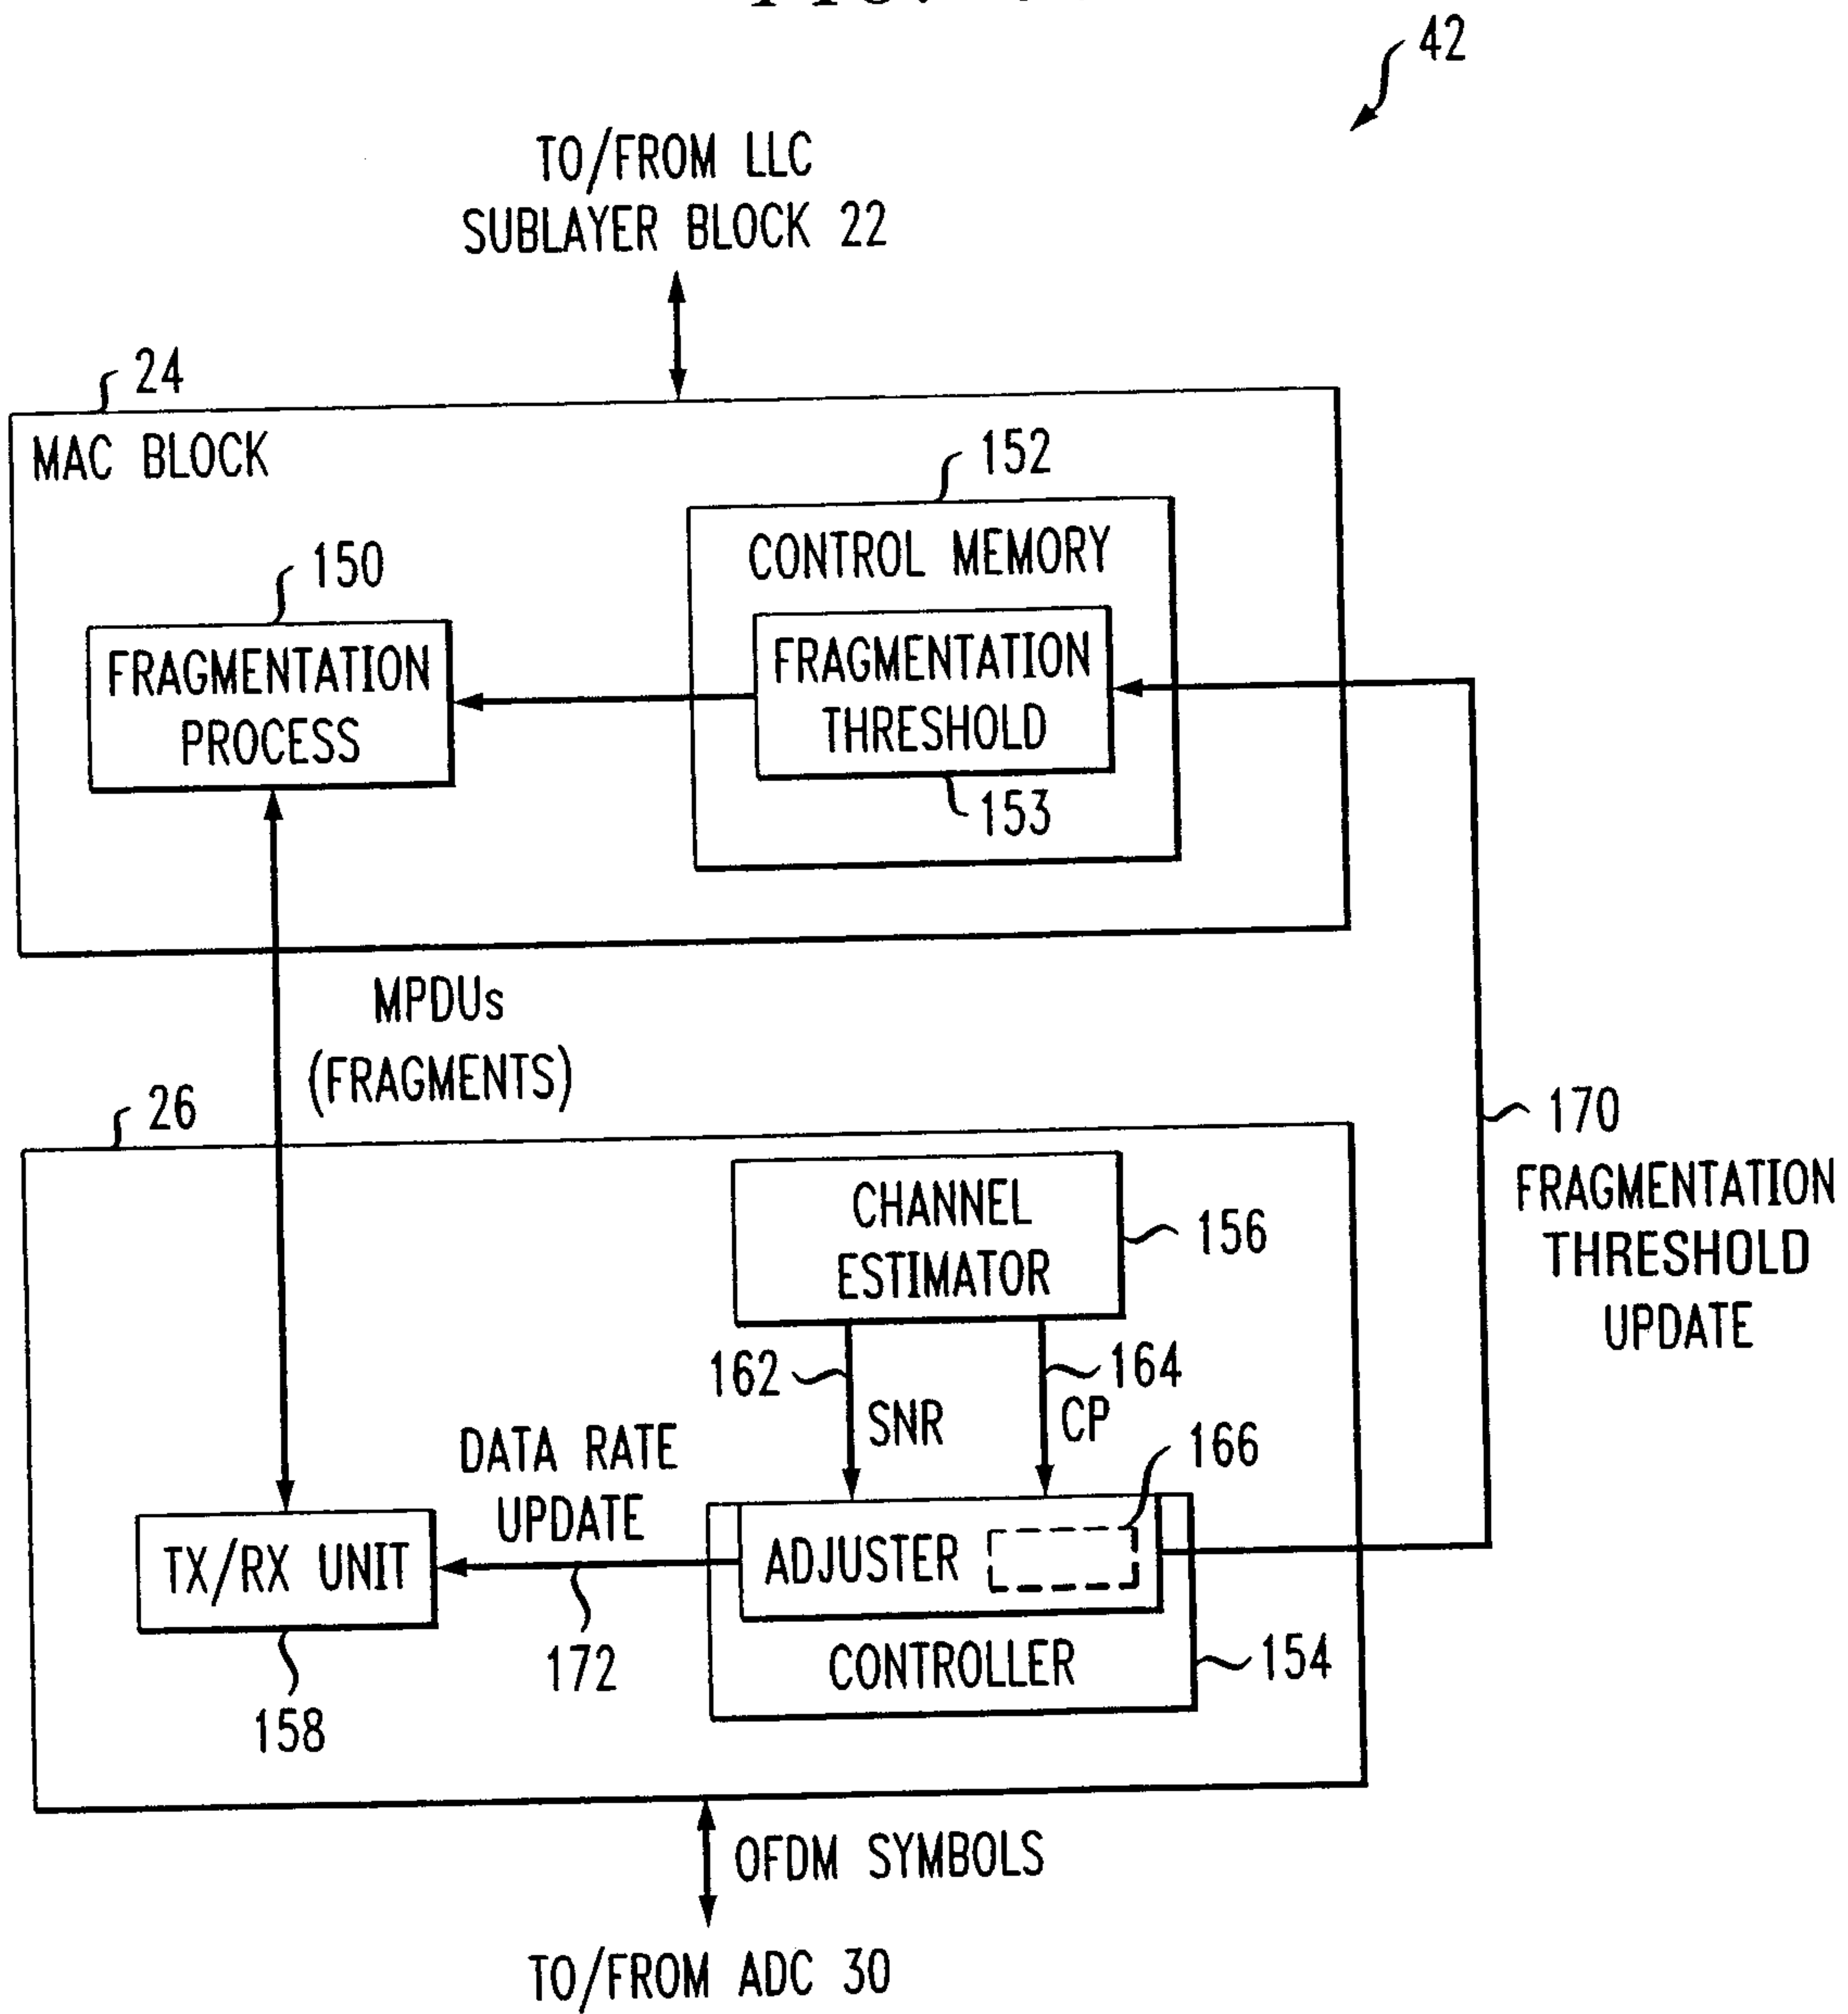 42
TO/FROM LLC
SUBLAYER BLOCK 22
24
MAC BLOCK
152
CONTROL MEMORY
150
FRAGMENTATION
PROCESS
FRAGMENTATION
THRESHOLD
153
MPDUs
(FRAGMENTS)
26
170
FRAGMENTATION
THRESHOLD
UPDATE
CHANNEL
ESTIMATOR
156
162
SNR
164
CP
166
DATA RATE
UPDATE
TX/RX UNIT
ADJUSTER
172
CONTROLLER
154
158
OFDM SYMBOLS
TO/FROM ADC 30